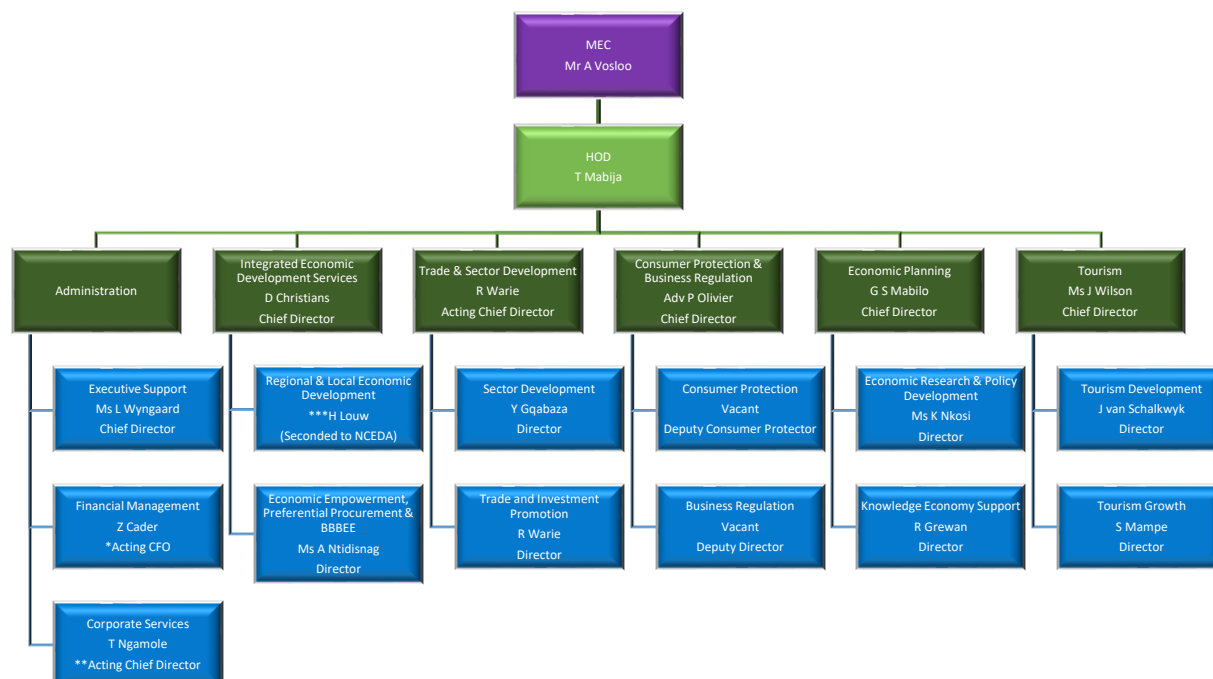 MEC
Mr A Vosloo
HOD
T Mabija
Administration
Integrated Economic
Development Services
D Christians
Chief Director
Trade & Sector Development
R Warie
Acting Chief Director
Consumer Protection &
Business Regulation
Adv P Olivier
Chief Director
Economic Planning
G S Mabilo
Chief Director
Tourism
Ms J Wilson
Chief Director
Executive Support
Ms L Wyngaard
Chief Director
Regional & Local Economic
Development
***H Louw
(Seconded to NCEDA)
Sector Development
Y Gqabaza
Director
Consumer Protection
Vacant
Deputy Consumer Protector
Economic Research & Policy
Development
Ms K Nkosi
Director
Tourism Development
J van Schalkwyk
Director
Financial Management
Z Cader
*Acting CFO
Economic Empowerment,
Preferential Procurement &
BBBEE
Ms A Ntidisnag
Director
Trade and Investment
Promotion
R Warie
Director
Business Regulation
Vacant
Deputy Director
Knowledge Economy Support
R Grewan
Director
Tourism Growth
S Mampe
Director
Corporate Services
T Ngamole
**Acting Chief Director